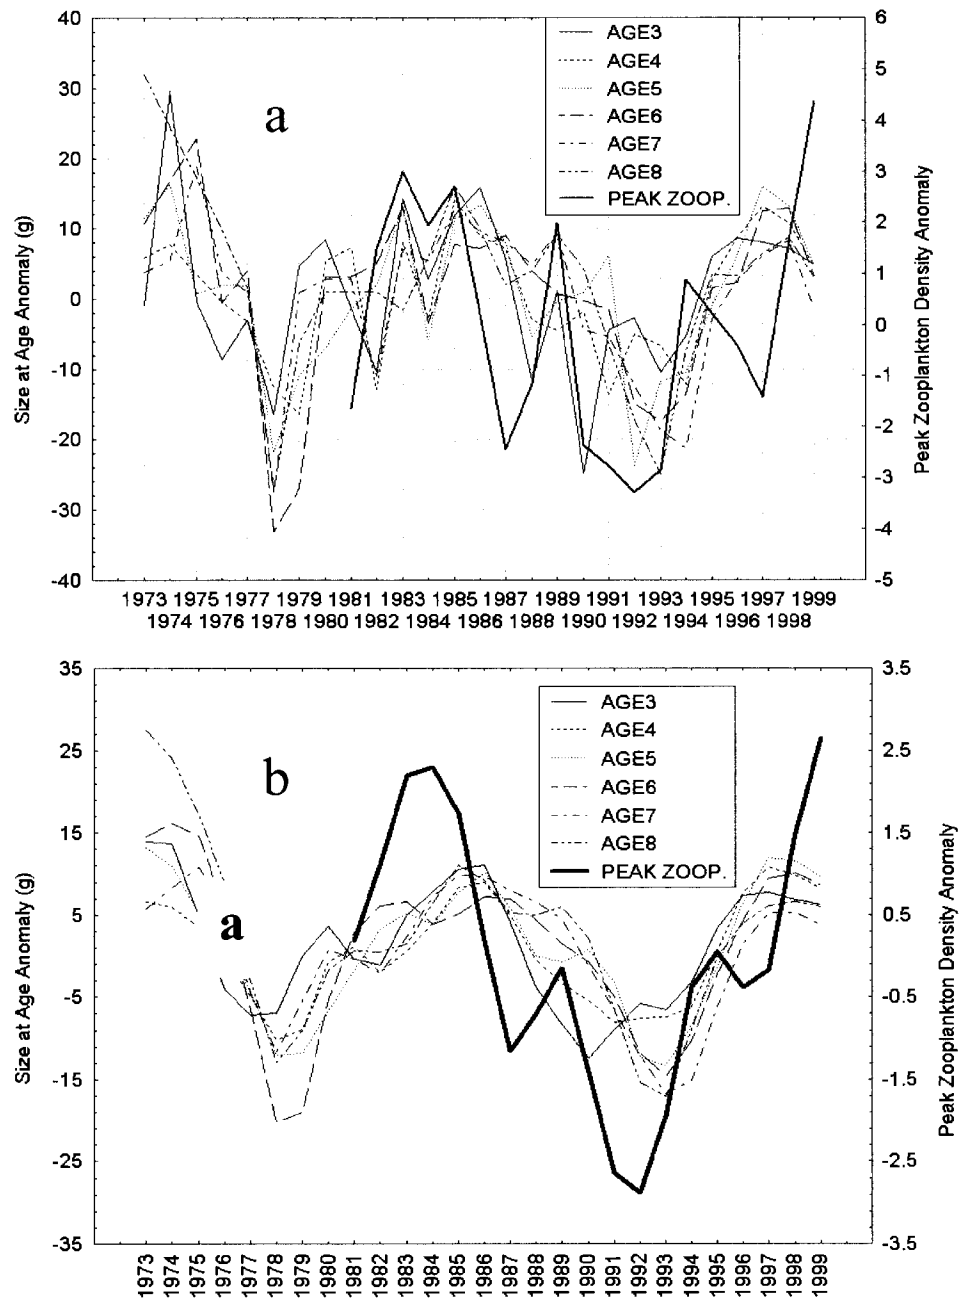 40
30
20
10
0
-10
-20
-30
-40
Size at Age Anomaly (g)
a
AGE3
AGE4
AGE5
AGE6
AGE7
AGE8
PEAK ZOOP.
6
5
4
3
2
1
0
-1
-2
-3
-4
-5
Peak Zooplankton Density Anomaly
1973 1975 1977 1979 1981 1983 1985 1987 1989 1991 1993 1995 1997 1999
1974 1976 1978 1980 1982 1984 1986 1988 1990 1992 1994 1996 1998
35
25
15
5
-5
-15
-25
-35
Size at Age Anomaly (g)
b
a
AGE3
AGE4
AGE5
AGE6
AGE7
AGE8
PEAK ZOOP.
3.5
2.5
1.5
0.5
-0.5
-1.5
-2.5
-3.5
Peak Zooplankton Density Anomaly
1973
1974
1975
1976
1977
1978
1979
1980
1981
1982
1983
1984
1985
1986
1987
1988
1989
1990
1991
1992
1993
1994
1995
1996
1997
1998
1999